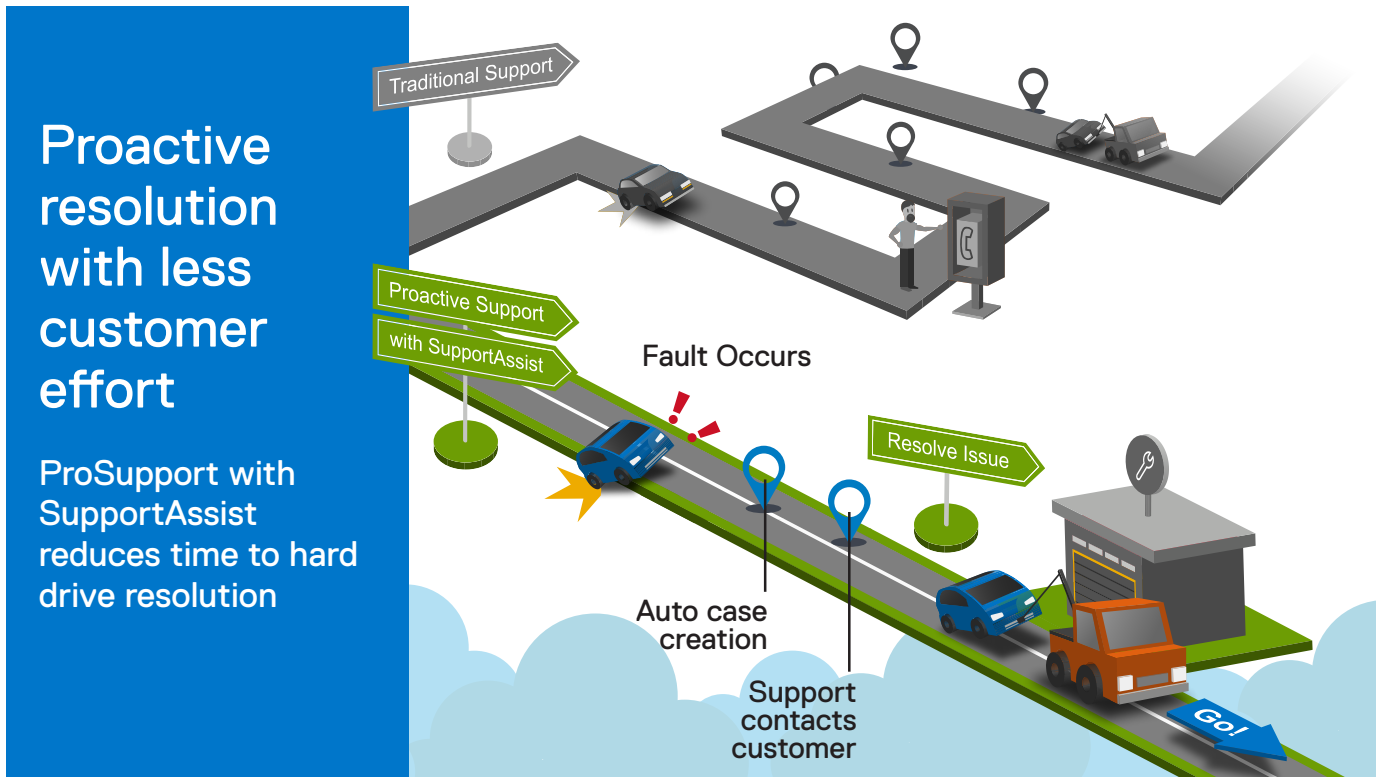 Proactive
resolution
with less
customer
effort
ProSupport with
SupportAssist
reduces time to hard
drive resolution
Traditional Support
Proactive Support
with SupportAssist
Fault Occurs
Auto case
creation
Support
contacts
customer
Resolve Issue
Go!